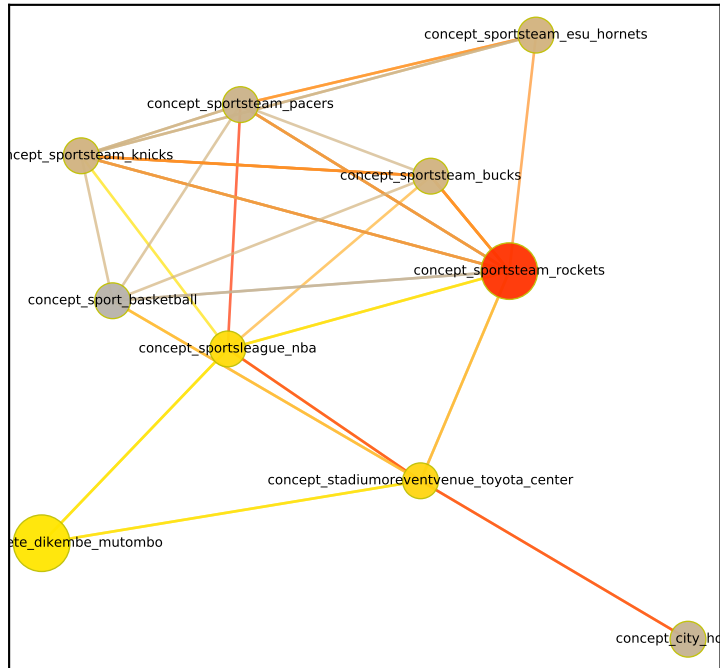 concept_sportsteam_esu_hornets
concept_sportsteam_pacers
ncept_sportsteam_knicks
concept_sportsteam_bucks
concept_sportsteam_rockets
concept_sport_basketball
concept_sportsleague_nba
concept_stadiumoreventvenue_toyota_center
ete_dikembe_mutombo
concept_city_ho